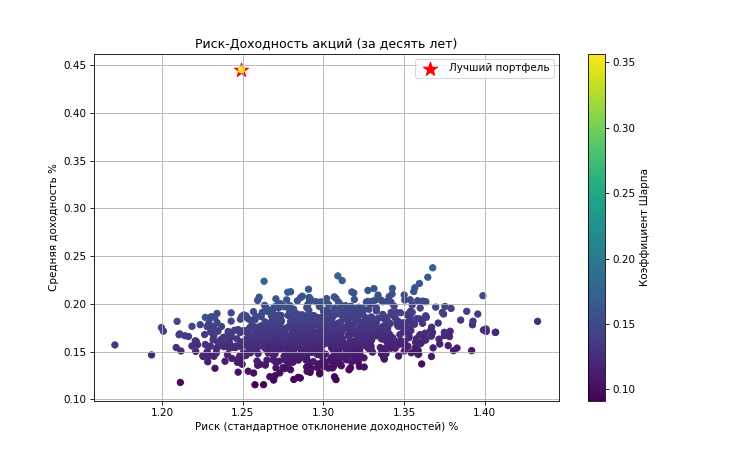 Риск-Доходность акций (за десять лет)
Лучший портфель
Средняя доходность %
0.45
0.40
0.35
0.30
0.25
0.20
0.15
0.10
1.20 1.25 1.30 1.35 1.40
Риск (стандартное отклонение доходностей) %
0.35
0.30
0.25
0.20
0.15
0.10
Коэффициент Шарпа